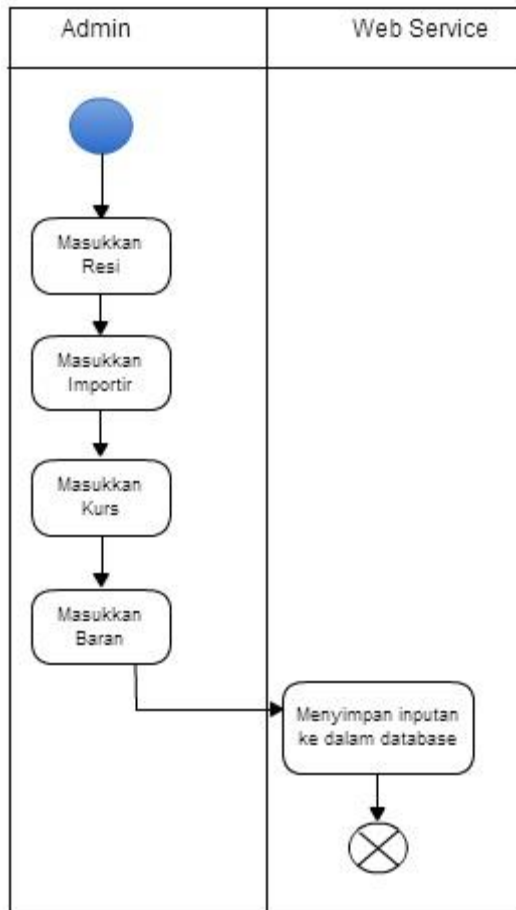 Admin
Web Service
Masukkan
Resi
Masukkan
Importir
Masukkan
Kurs
Masukkan
Baran
Menyimpan inputan
ke dalam database